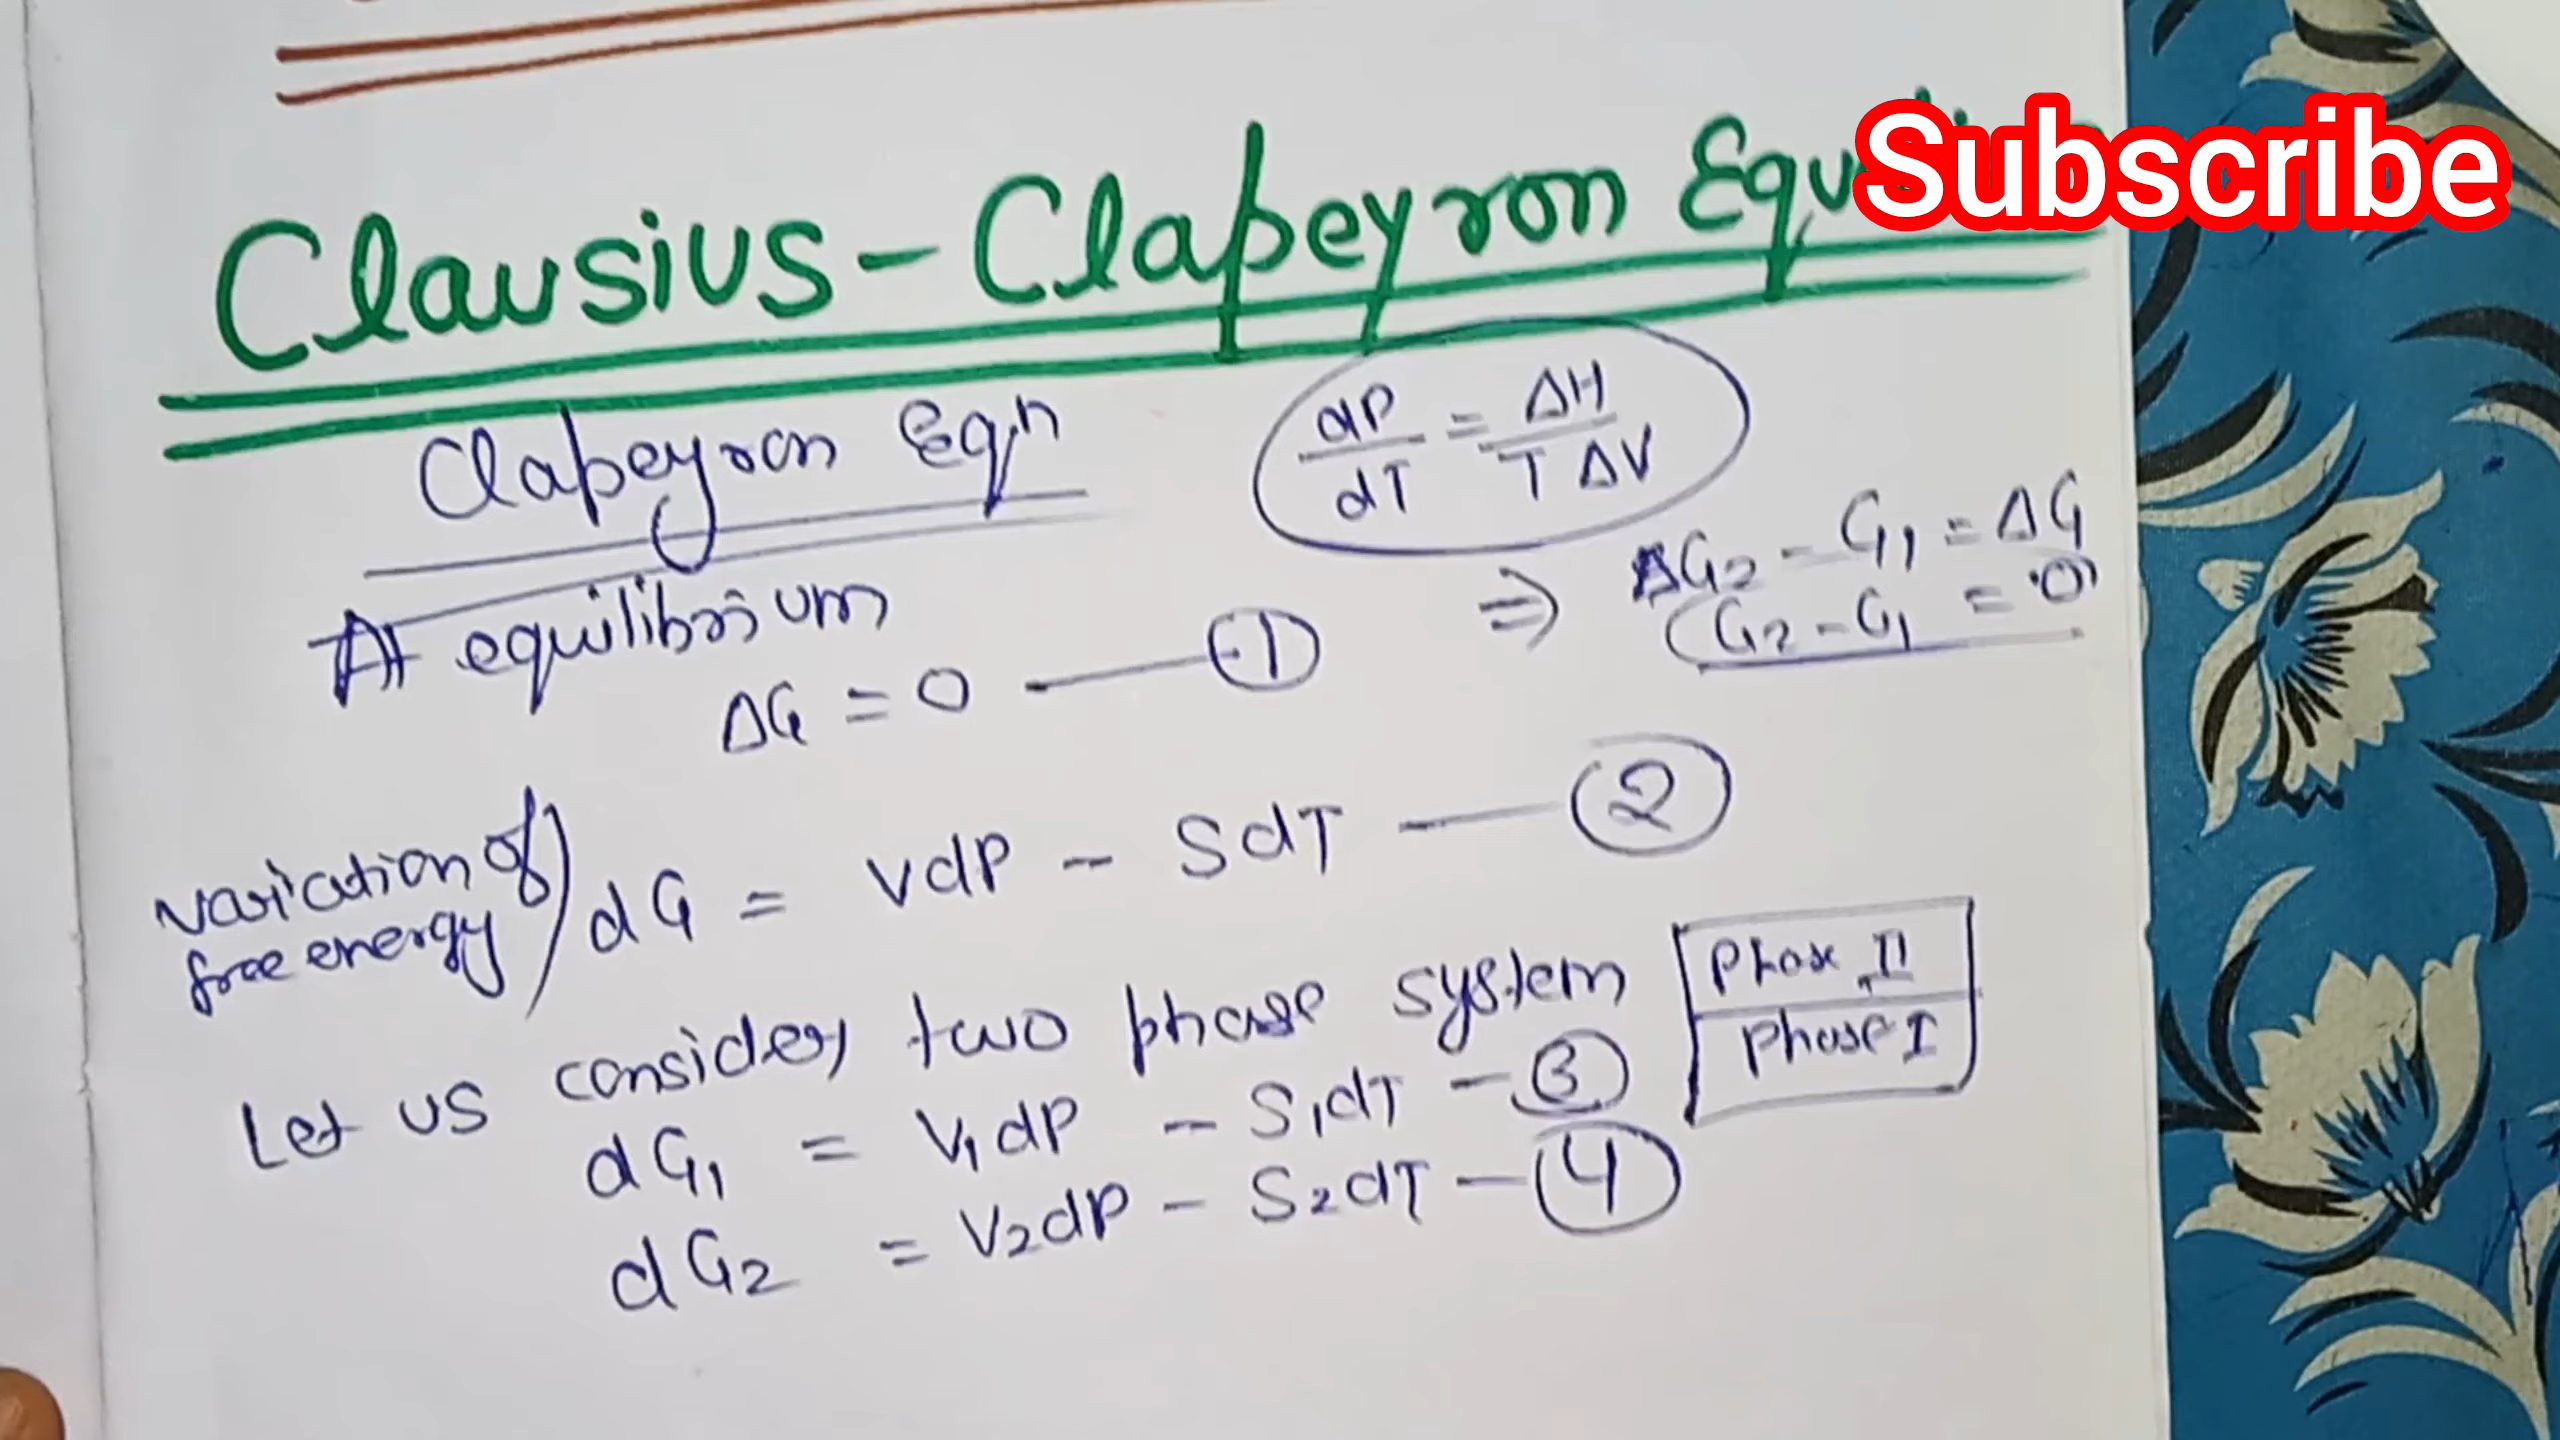 Clausius - Clapeyron Equ
Subscribe
Clapeyron Eqn
dP/dT = ΔH/TΔV
At equilibrium
ΔG = 0 — 1
⇒ G2 - G1 = ΔG
G2 - G1 = 0
variation of
free energy
dG = VdP - SdT — 2
Let us consider two phase system
Phase II
Phase I
dG1 = V1dP - S1dT — 3
dG2 = V2dP - S2dT — 4